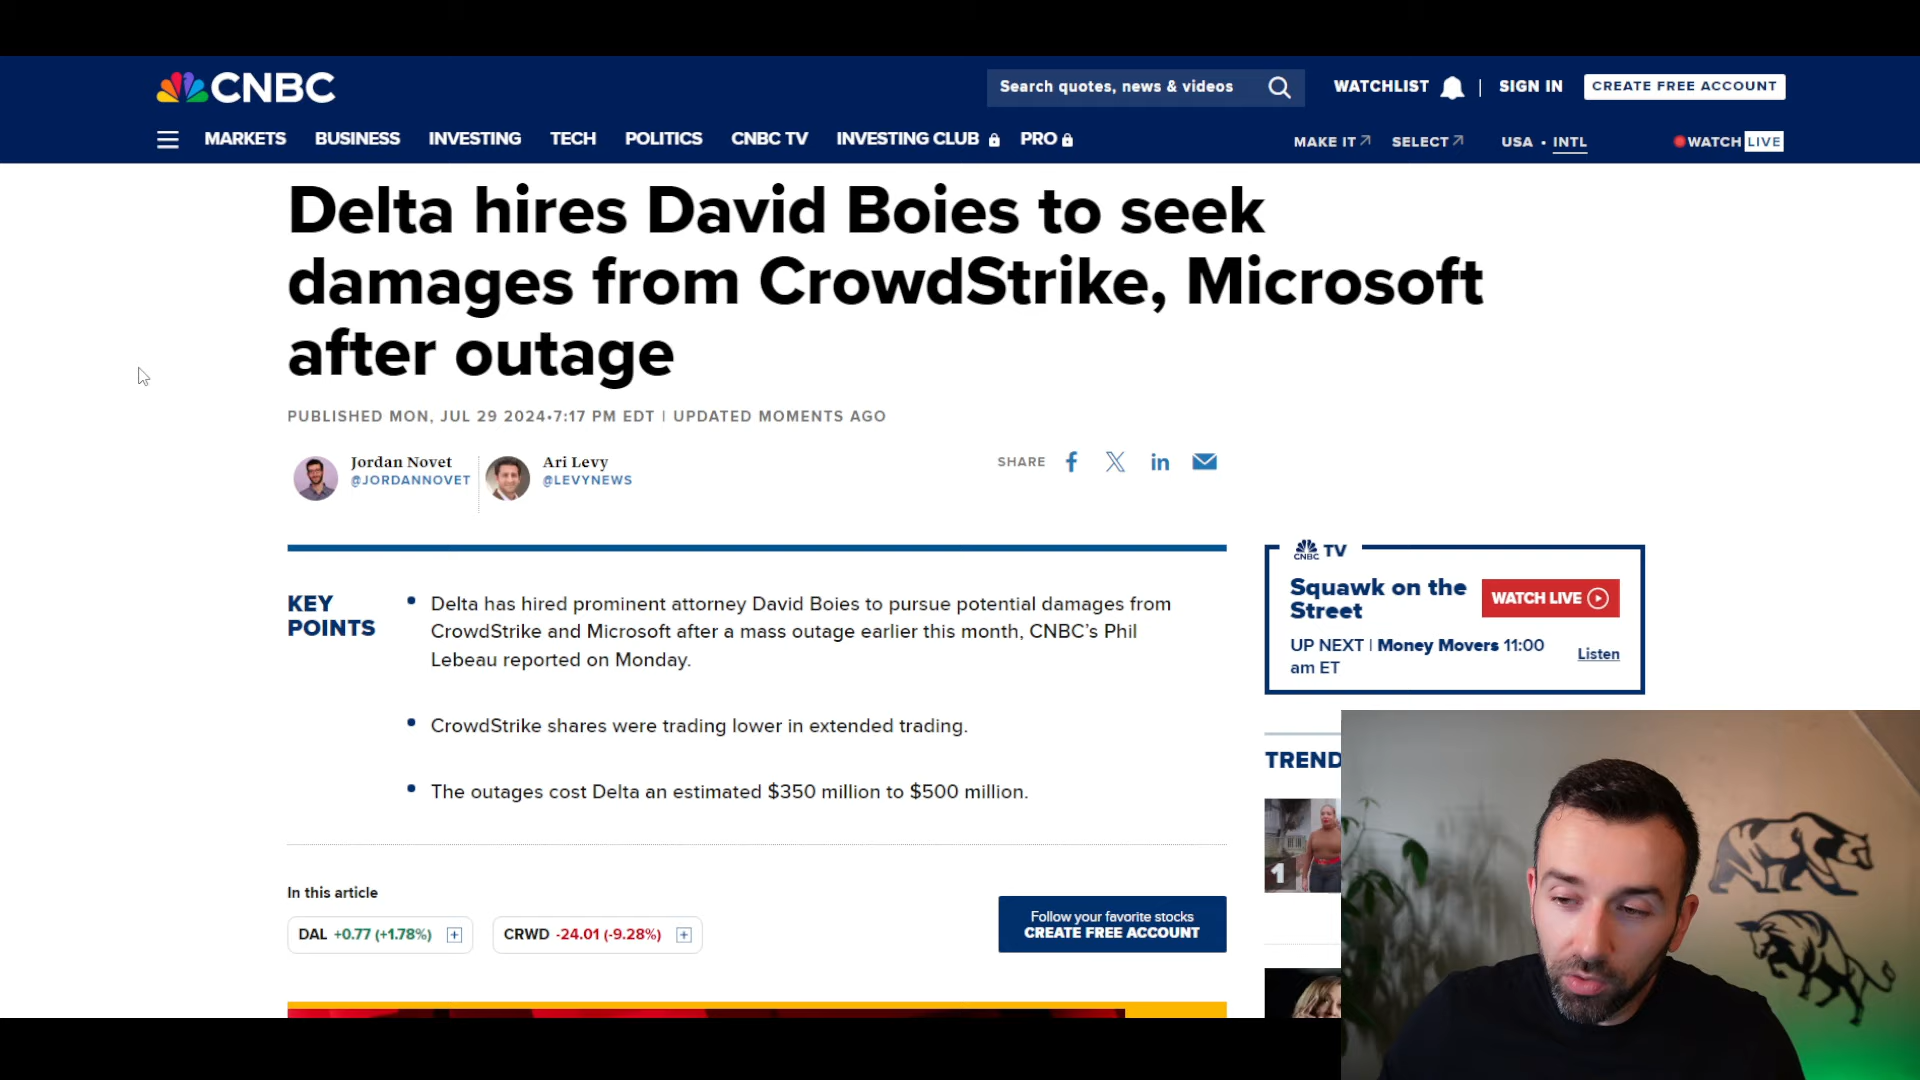 CNBC
Search quotes, news & videos
WATCHLIST
SIGN IN
CREATE FREE ACCOUNT
MARKETS BUSINESS INVESTING TECH POLITICS CNBC TV INVESTING CLUB PRO
MAKE IT SELECT USA • INTL WATCH LIVE
Delta hires David Boies to seek
damages from CrowdStrike, Microsoft
after outage
PUBLISHED MON, JUL 29 2024•7:17 PM EDT | UPDATED MOMENTS AGO
Jordan Novet
@JORDANNOVET
Ari Levy
@LEVYNEWS
SHARE
KEY
POINTS
• Delta has hired prominent attorney David Boies to pursue potential damages from
CrowdStrike and Microsoft after a mass outage earlier this month, CNBC’s Phil
Lebeau reported on Monday.
• CrowdStrike shares were trading lower in extended trading.
• The outages cost Delta an estimated $350 million to $500 million.
In this article
DAL +0.77 (+1.78%)
CRWD -24.01 (-9.28%)
Follow your favorite stocks
CREATE FREE ACCOUNT
CNBC TV
Squawk on the
Street
WATCH LIVE
UP NEXT | Money Movers 11:00
am ET
Listen
TREND
1